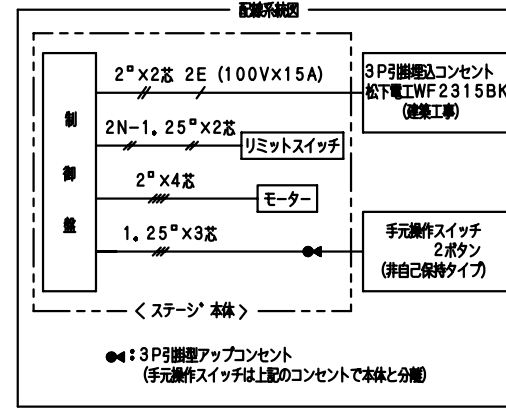 配線系統図
2□×2芯 2E (100V×15A)
3P引掛埋込コンセント
松下電工WF2315BK
(建築工事)
制
御
盤
2N-1.25□×2芯
リミットスイッチ
2□×4芯
モーター
1.25□×3芯
手元操作スイッチ
2ボタン
(非自己保持タイプ)
<ステージ本体>
:3P引掛型アップコンセント
(手元操作スイッチは上記のコンセントで本体と分離)